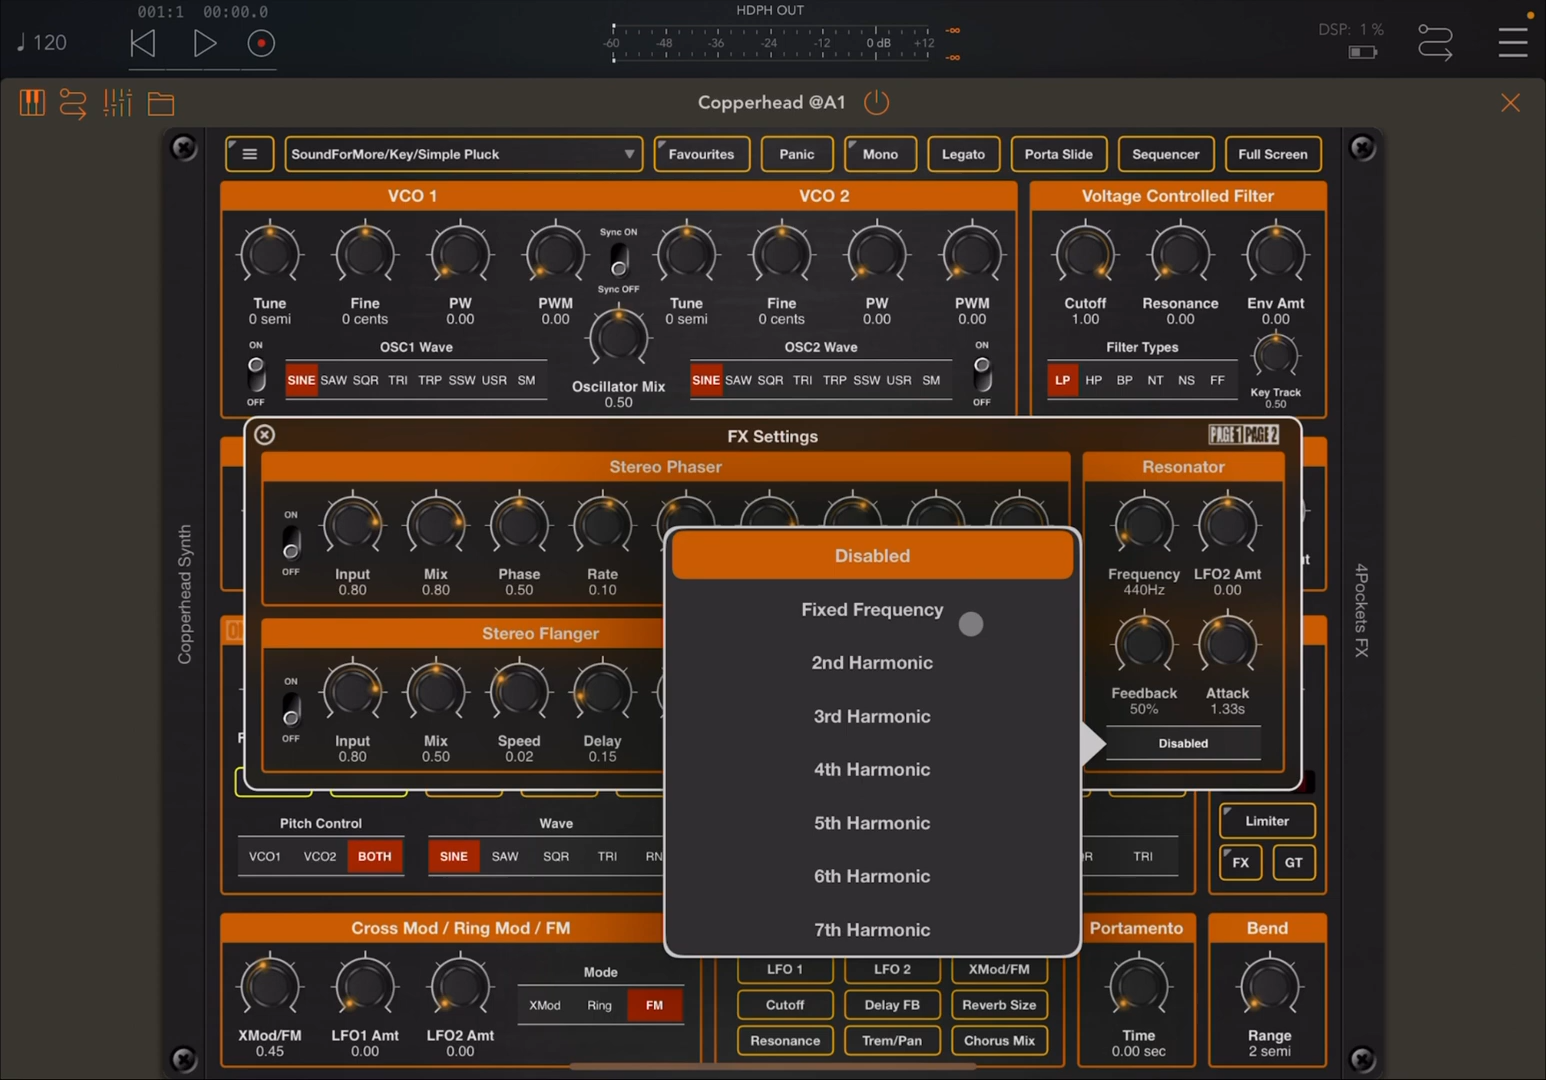 001:1 00:00.0
HDPH OUT
♩ 120
-60 -48 -36 -24 -12 0 dB +12
-∞
-∞
DSP: 1 %
Copperhead @A1
SoundForMore/Key/Simple Pluck
Favourites
Panic
Mono
Legato
Porta Slide
Sequencer
Full Screen
VCO 1
VCO 2
Voltage Controlled Filter
Sync ON
Sync OFF
Tune Fine PW PWM
0 semi 0 cents 0.00 0.00
Tune Fine PW PWM
0 semi 0 cents 0.00 0.00
Cutoff Resonance Env Amt
1.00 0.00 0.00
ON
OFF
OSC1 Wave
SINE SAW SQR TRI TRP SSW USR SM
Oscillator Mix
0.50
OSC2 Wave
SINE SAW SQR TRI TRP SSW USR SM
ON
OFF
Filter Types
LP HP BP NT NS FF
Key Track
0.50
FX Settings
PAGE 1 PAGE 2
Stereo Phaser
Resonator
ON
OFF
Input Mix Phase Rate
0.80 0.80 0.50 0.10
Frequency LFO2 Amt
440Hz 0.00
Stereo Flanger
ON
OFF
Input Mix Speed Delay
0.80 0.50 0.02 0.15
Feedback Attack
50% 1.33s
Disabled
Disabled
Fixed Frequency
2nd Harmonic
3rd Harmonic
4th Harmonic
5th Harmonic
6th Harmonic
7th Harmonic
Copperhead Synth
4Pockets FX
Pitch Control
VCO1 VCO2 BOTH
Wave
SINE SAW SQR TRI RN
TRI
Limiter
FX
GT
Cross Mod / Ring Mod / FM
Portamento
Bend
XMod/FM LFO1 Amt LFO2 Amt
0.45 0.00 0.00
Mode
XMod Ring FM
LFO 1 LFO 2 XMod/FM
Cutoff Delay FB Reverb Size
Resonance Trem/Pan Chorus Mix
Time
0.00 sec
Range
2 semi